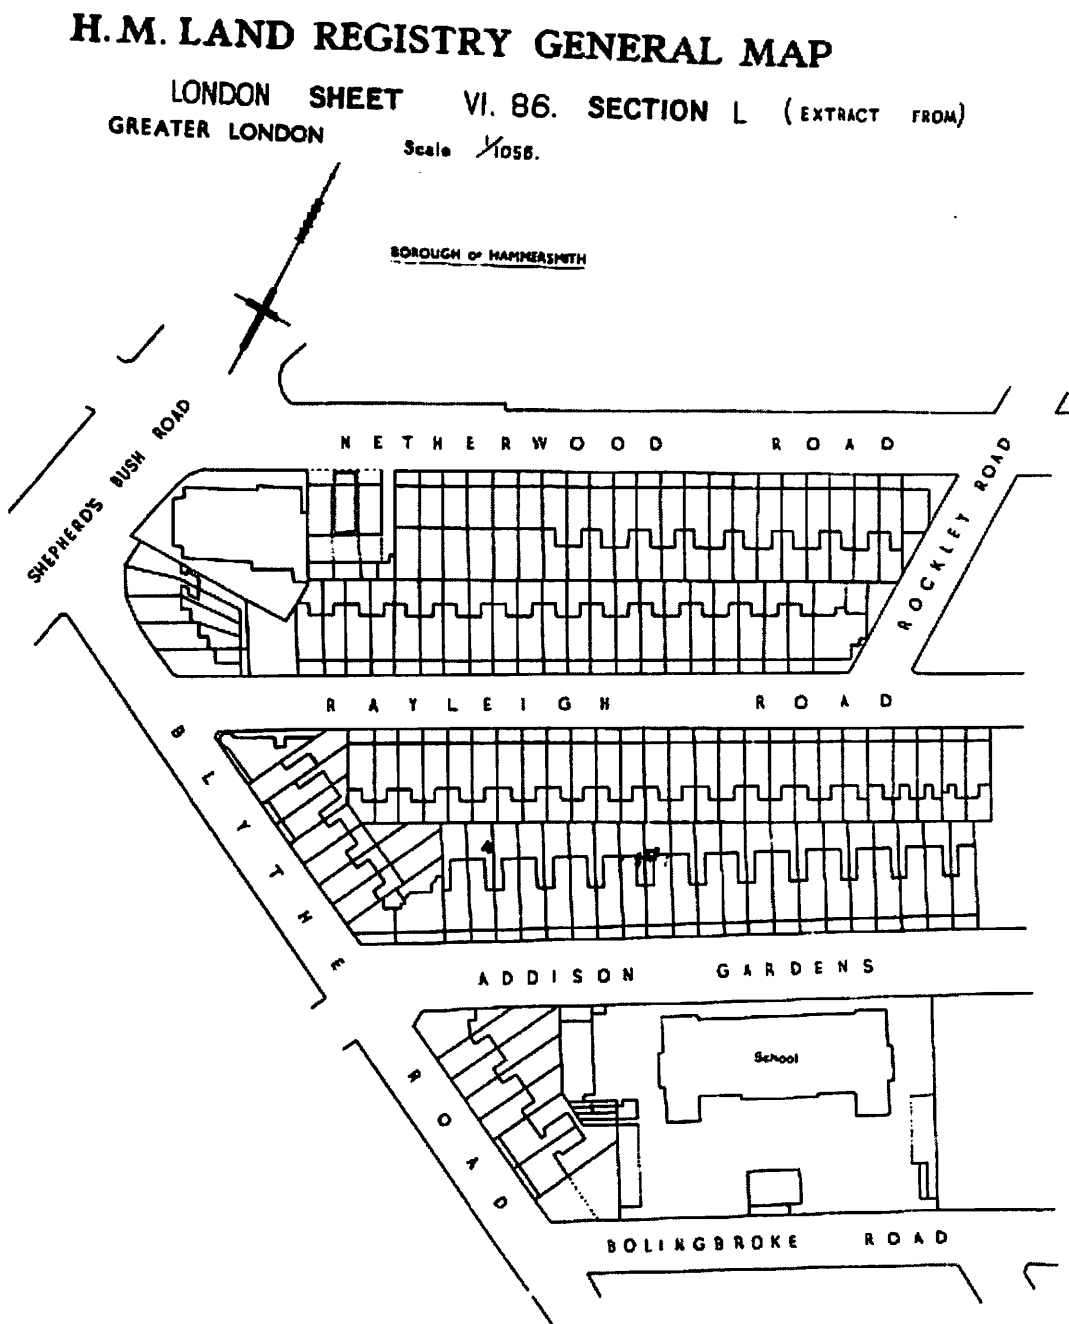 H.M. LAND REGISTRY GENERAL MAP
LONDON SHEET VI. 86. SECTION L (EXTRACT FROM)
GREATER LONDON
Scale 1/1056.
BOROUGH OF HAMMERSMITH
SHEPHERD'S BUSH ROAD
NETHERWOOD ROAD
ROCKLEY ROAD
RAYLEIGH ROAD
BLYTHE ROAD
ADDISON GARDENS
School
BOLINGBROKE ROAD